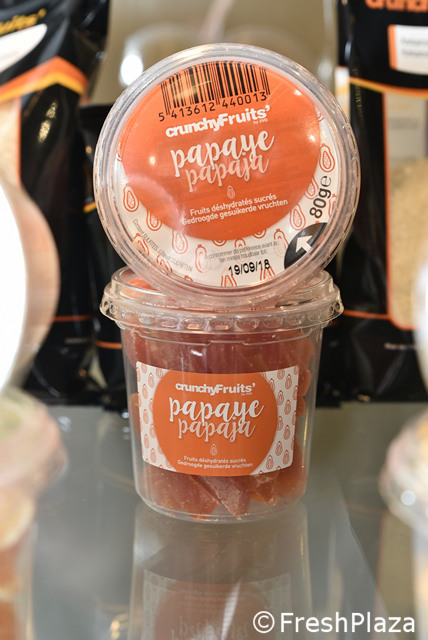 5 413612 440013
crunchyFruits'
papaye
papaja
Fruits déshydratés sucrés
Gedroogde gesuikerde vruchten
80g e
19/09/18
crunchyFruits'
papaye
papaja
Fruits déshydratés sucrés
Gedroogde gesuikerde vruchten
©FreshPlaza